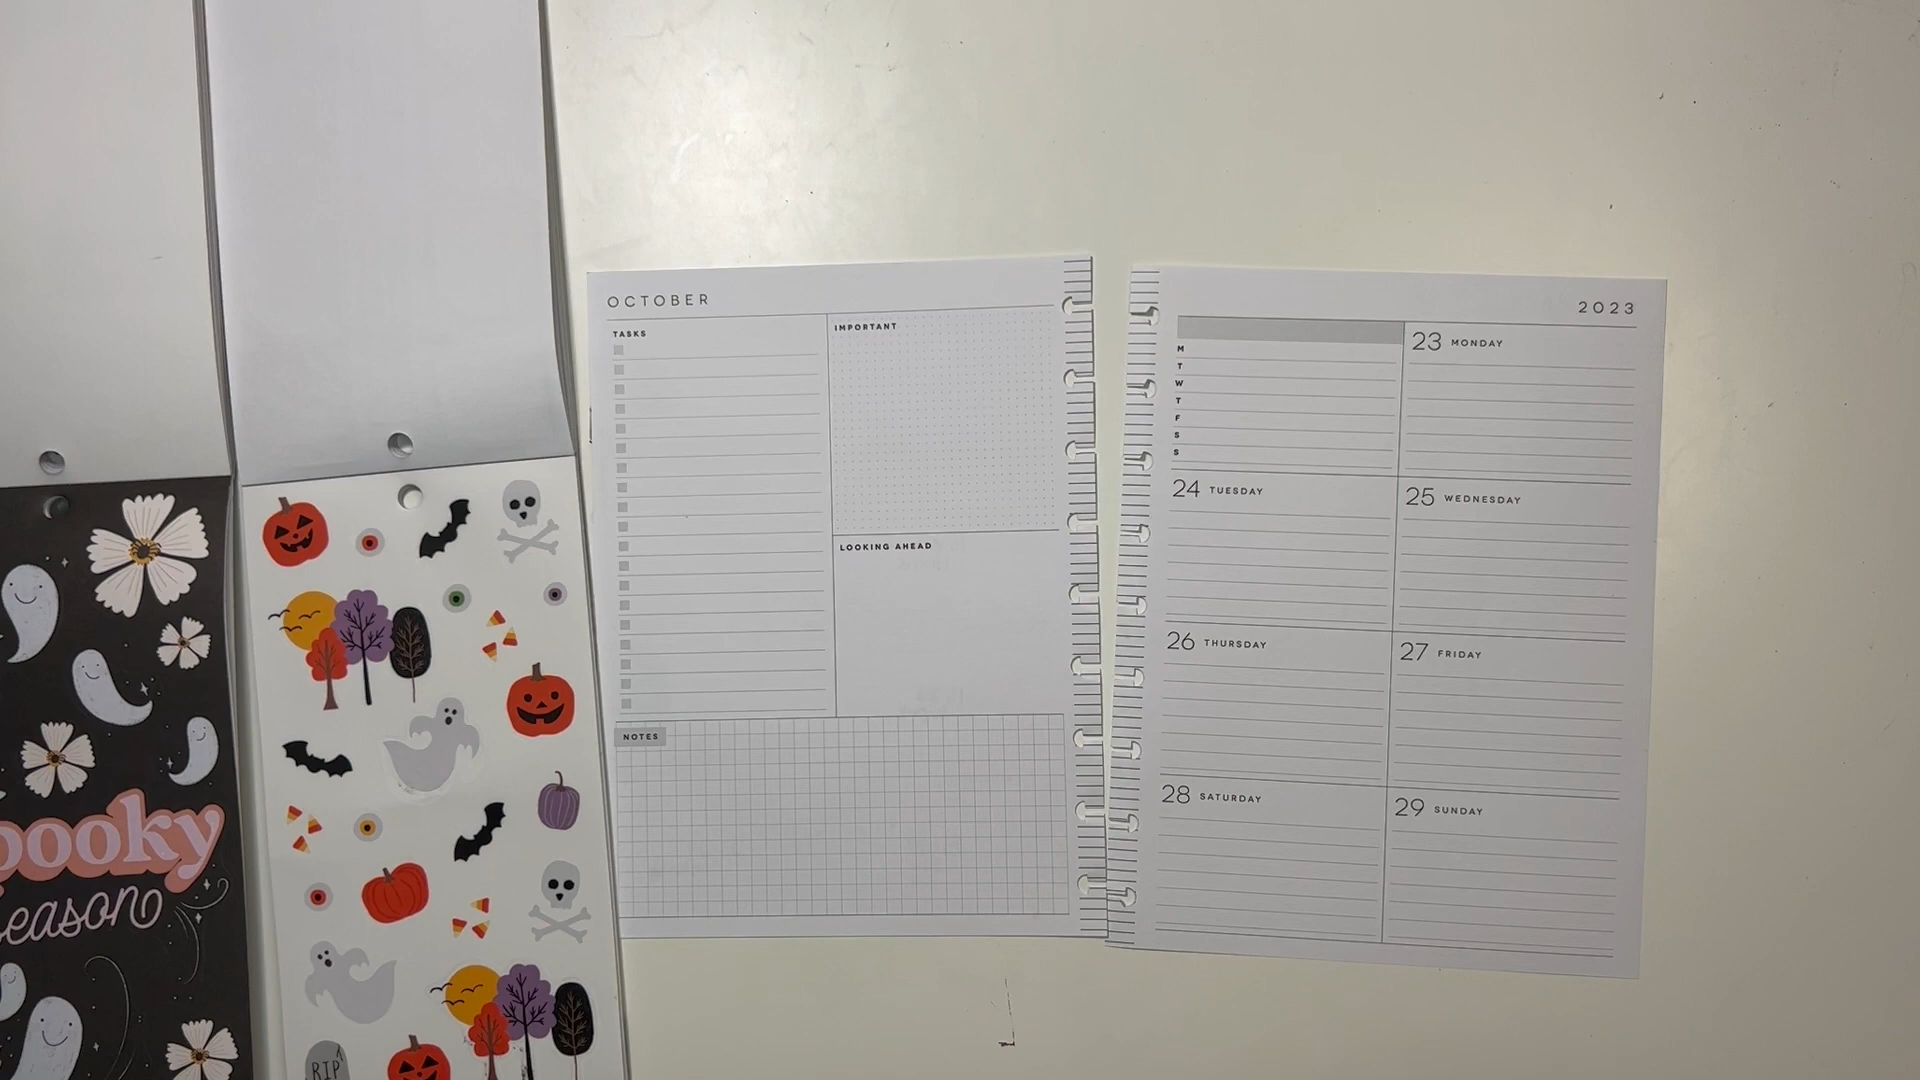 OCTOBER
TASKS
IMPORTANT
LOOKING AHEAD
NOTES
2023
M
T
W
T
F
S
S
23 MONDAY
24 TUESDAY
25 WEDNESDAY
26 THURSDAY
27 FRIDAY
28 SATURDAY
29 SUNDAY
pooky
eason
RIP